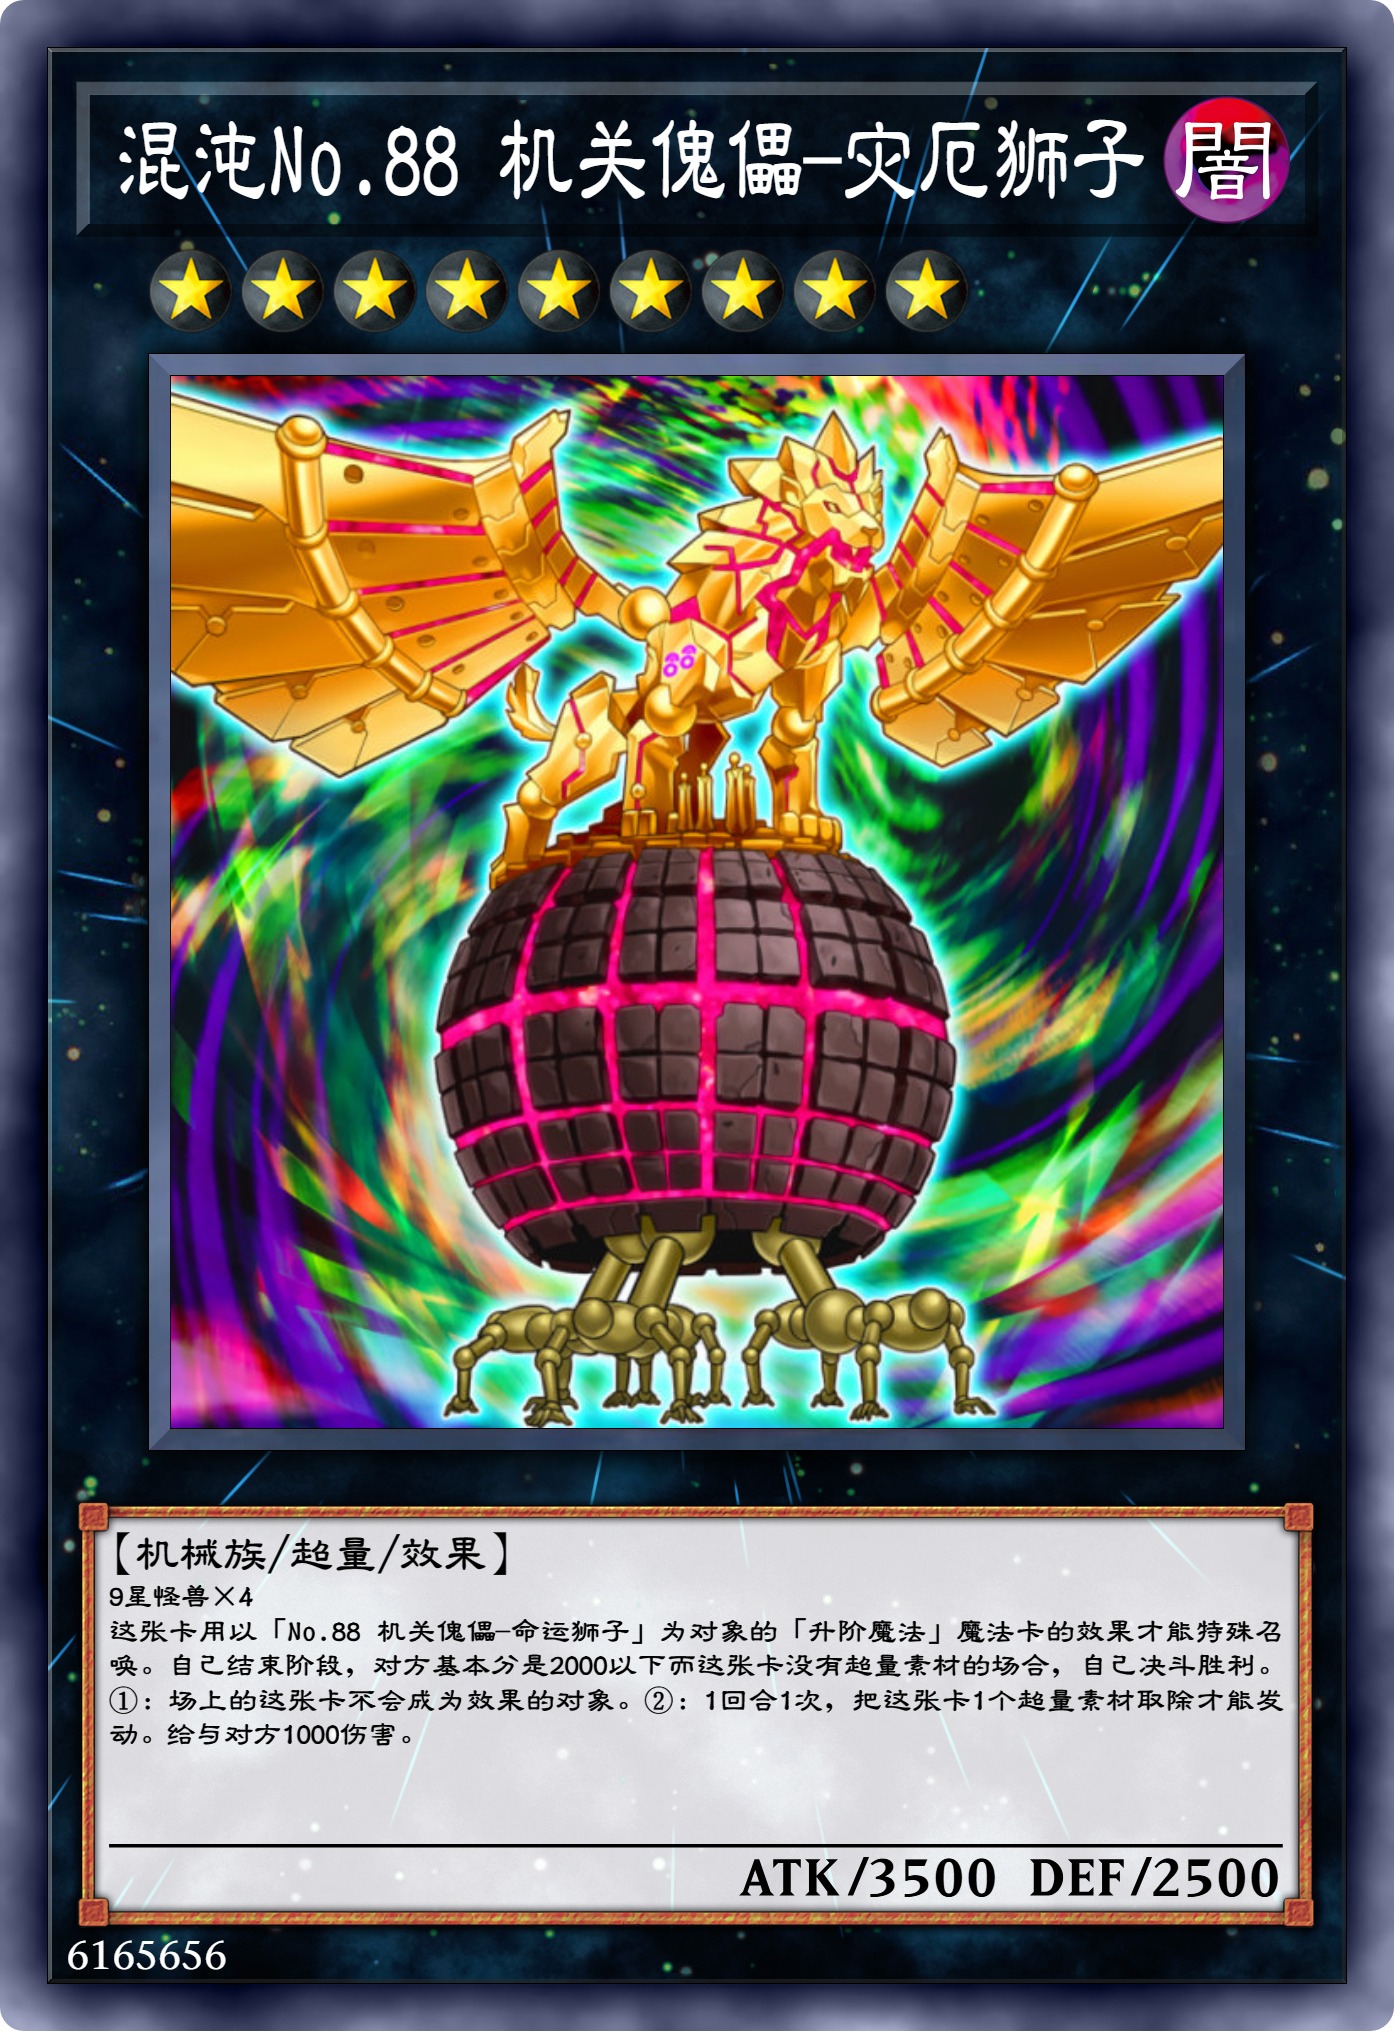 混沌No.88 机关傀儡-灾厄狮子 闇
【机械族/超量/效果】
9星怪兽×4
这张卡用以「No.88 机关傀儡-命运狮子」为对象的「升阶魔法」魔法卡的效果才能特殊召
唤。自己结束阶段，对方基本分是2000以下而这张卡没有超量素材的场合，自己决斗胜利。
①：场上的这张卡不会成为效果的对象。②：1回合1次，把这张卡1个超量素材取除才能发
动。给与对方1000伤害。
ATK/3500 DEF/2500
6165656